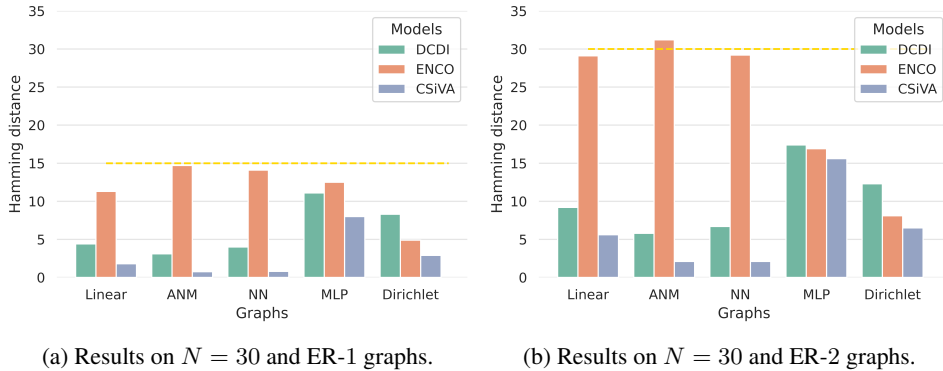 35
30
25
20
15
10
5
0
Hamming distance
Models
DCDI
ENCO
CSiVA
Linear ANM NN MLP Dirichlet
Graphs
(a) Results on N = 30 and ER-1 graphs.
35
30
25
20
15
10
5
0
Hamming distance
Models
DCDI
ENCO
CSiVA
Linear ANM NN MLP Dirichlet
Graphs
(b) Results on N = 30 and ER-2 graphs.